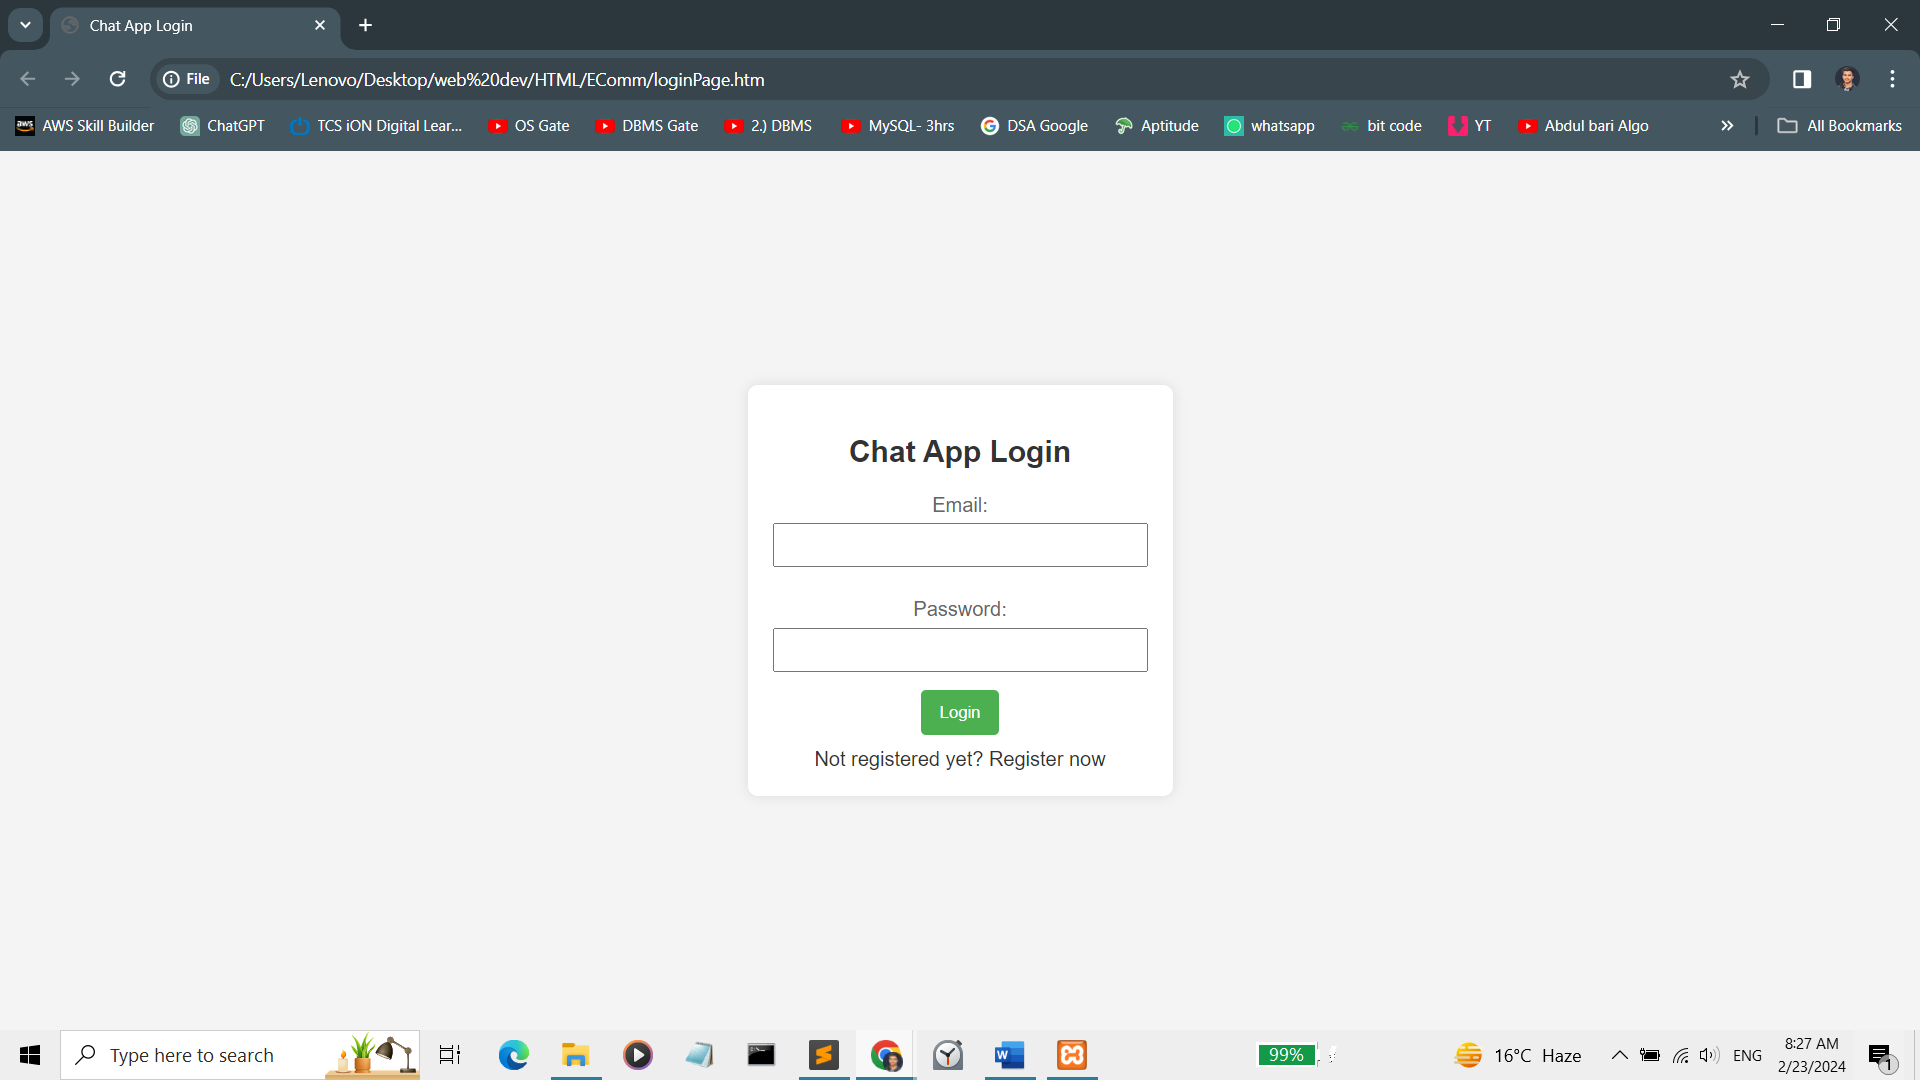 Chat App Login
File C:/Users/Lenovo/Desktop/web%20dev/HTML/EComm/loginPage.htm
aws AWS Skill Builder ChatGPT TCS iON Digital Lear... OS Gate DBMS Gate 2.) DBMS MySQL- 3hrs DSA Google Aptitude whatsapp bit code YT Abdul bari Algo » All Bookmarks
Chat App Login
Email:
Password:
Login
Not registered yet? Register now
Type here to search 99% 16°C Haze ENG 8:27 AM
2/23/2024 1